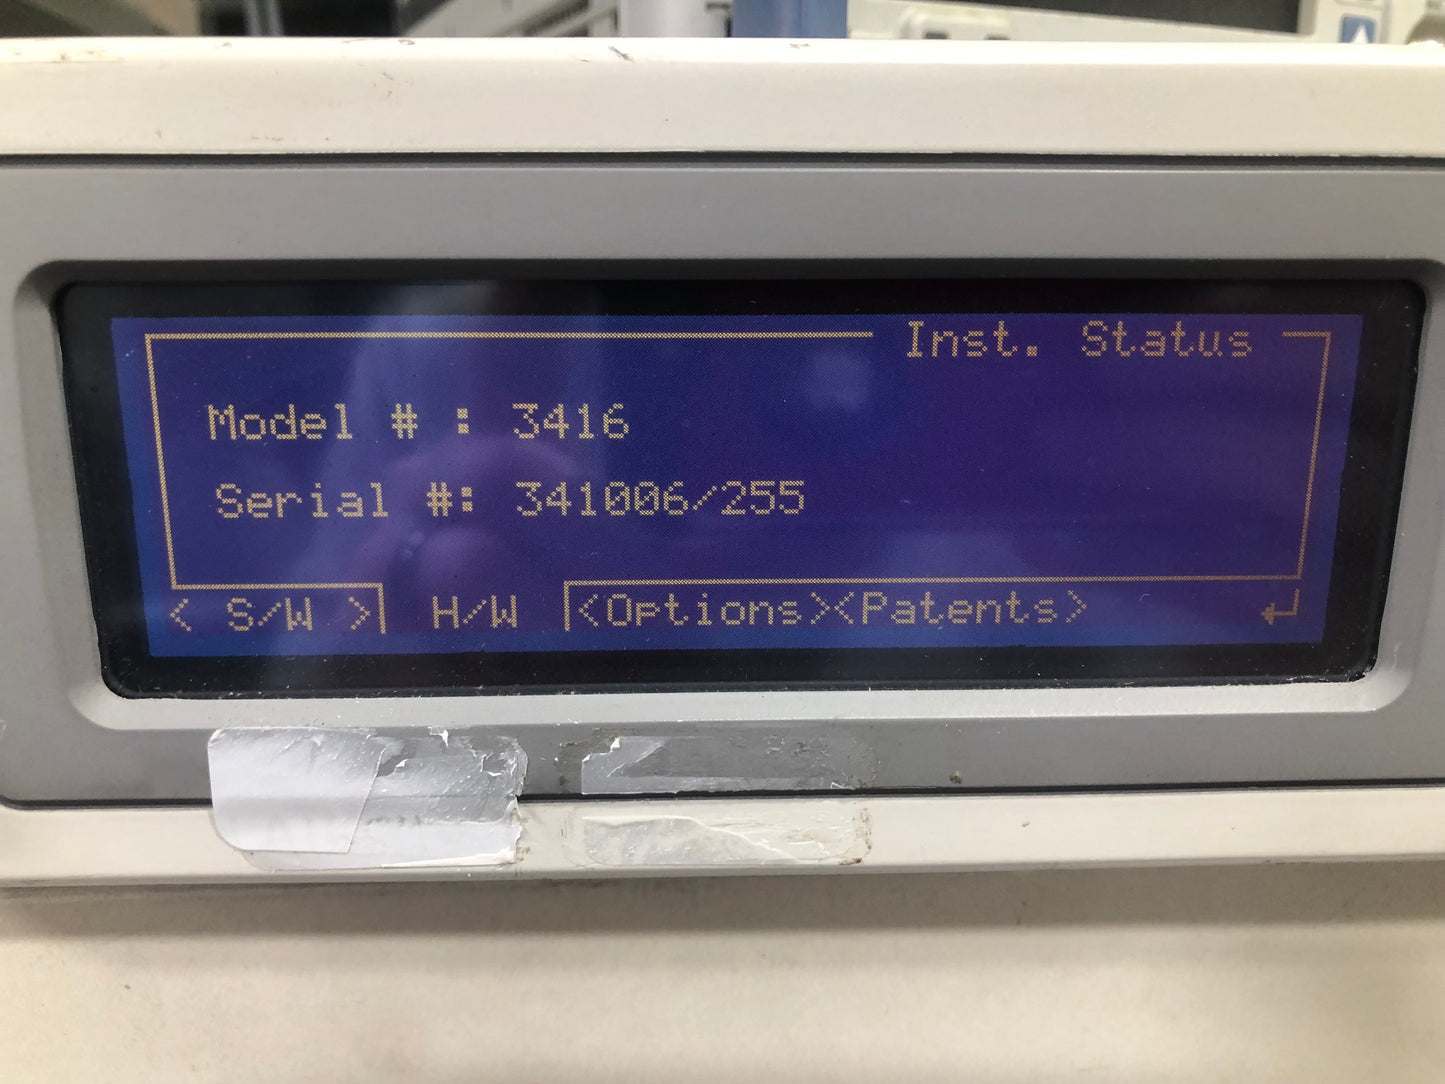 Inst. Status
Model # : 3416
Serial #: 341006/255
< S/W > H/W <Options><Patents> ↵